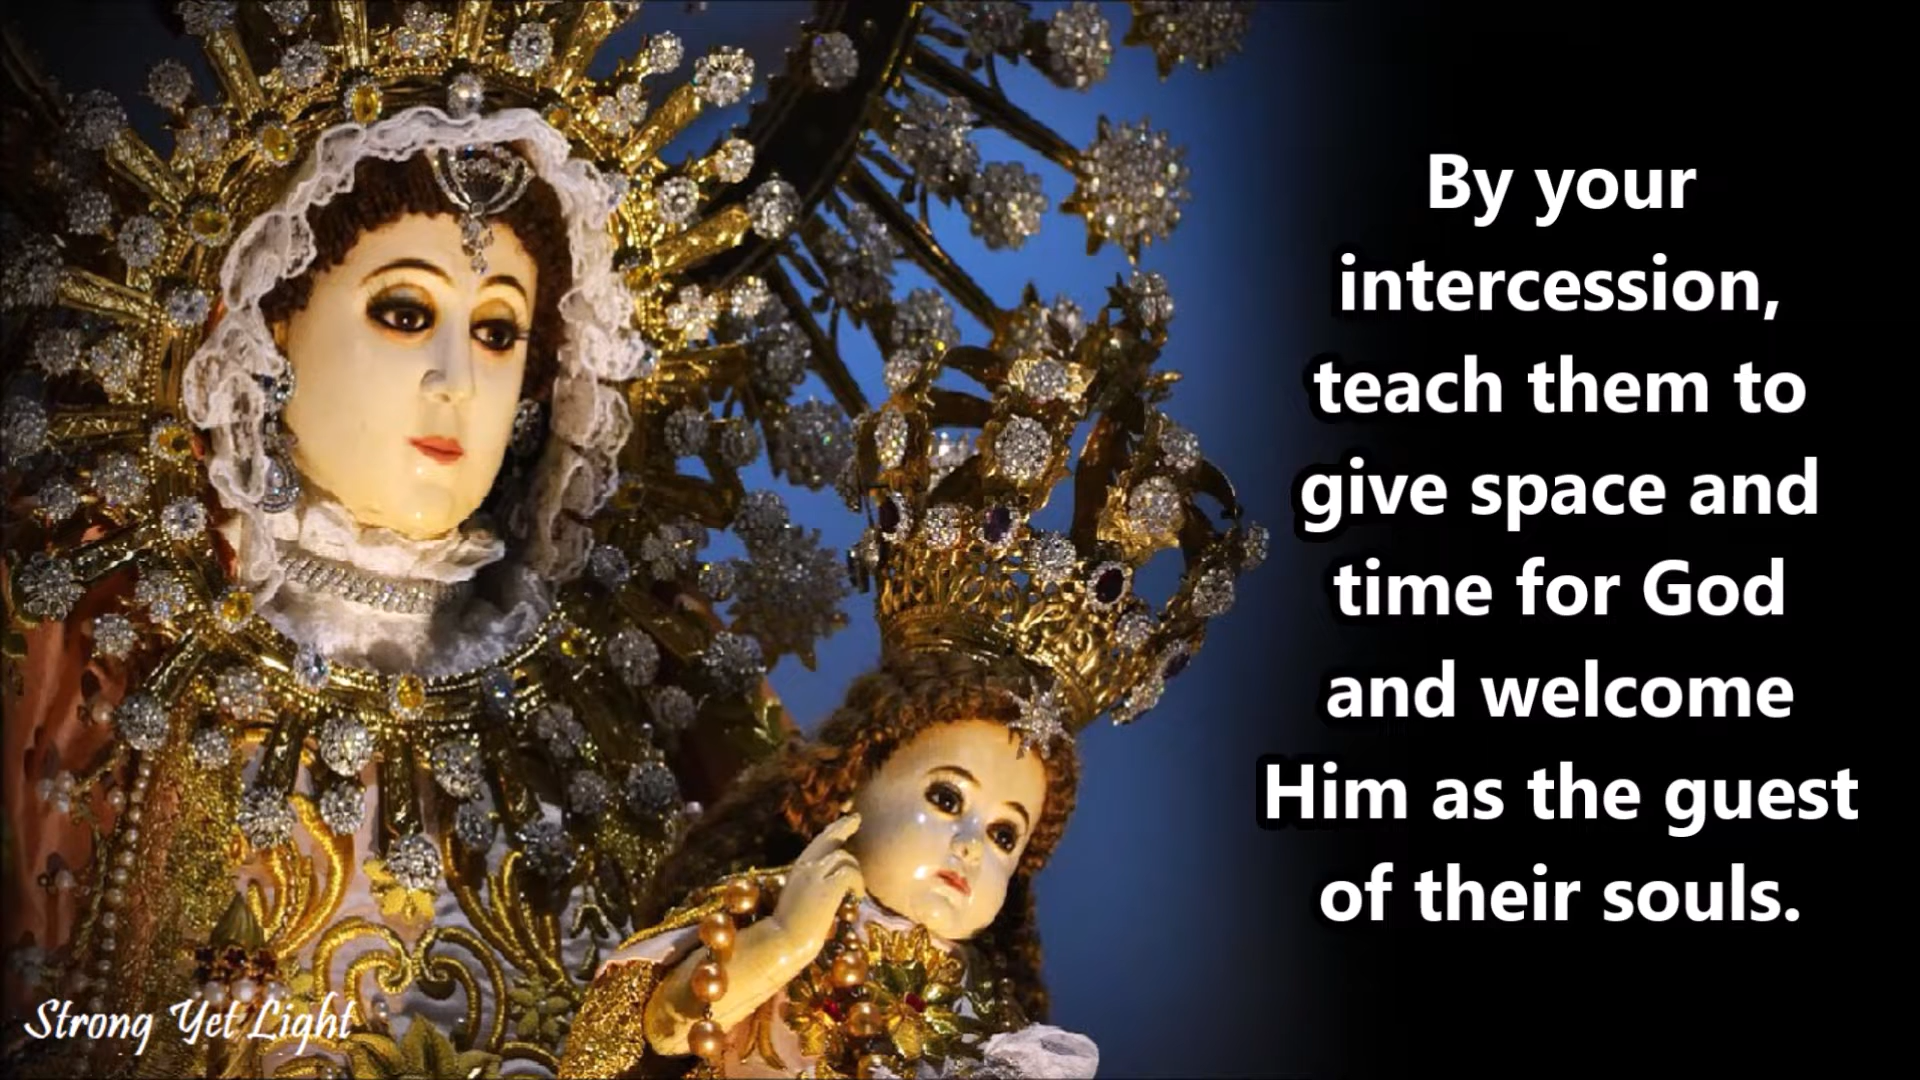 By your
intercession,
teach them to
give space and
time for God
and welcome
Him as the guest
of their souls.
Strong Yet Light